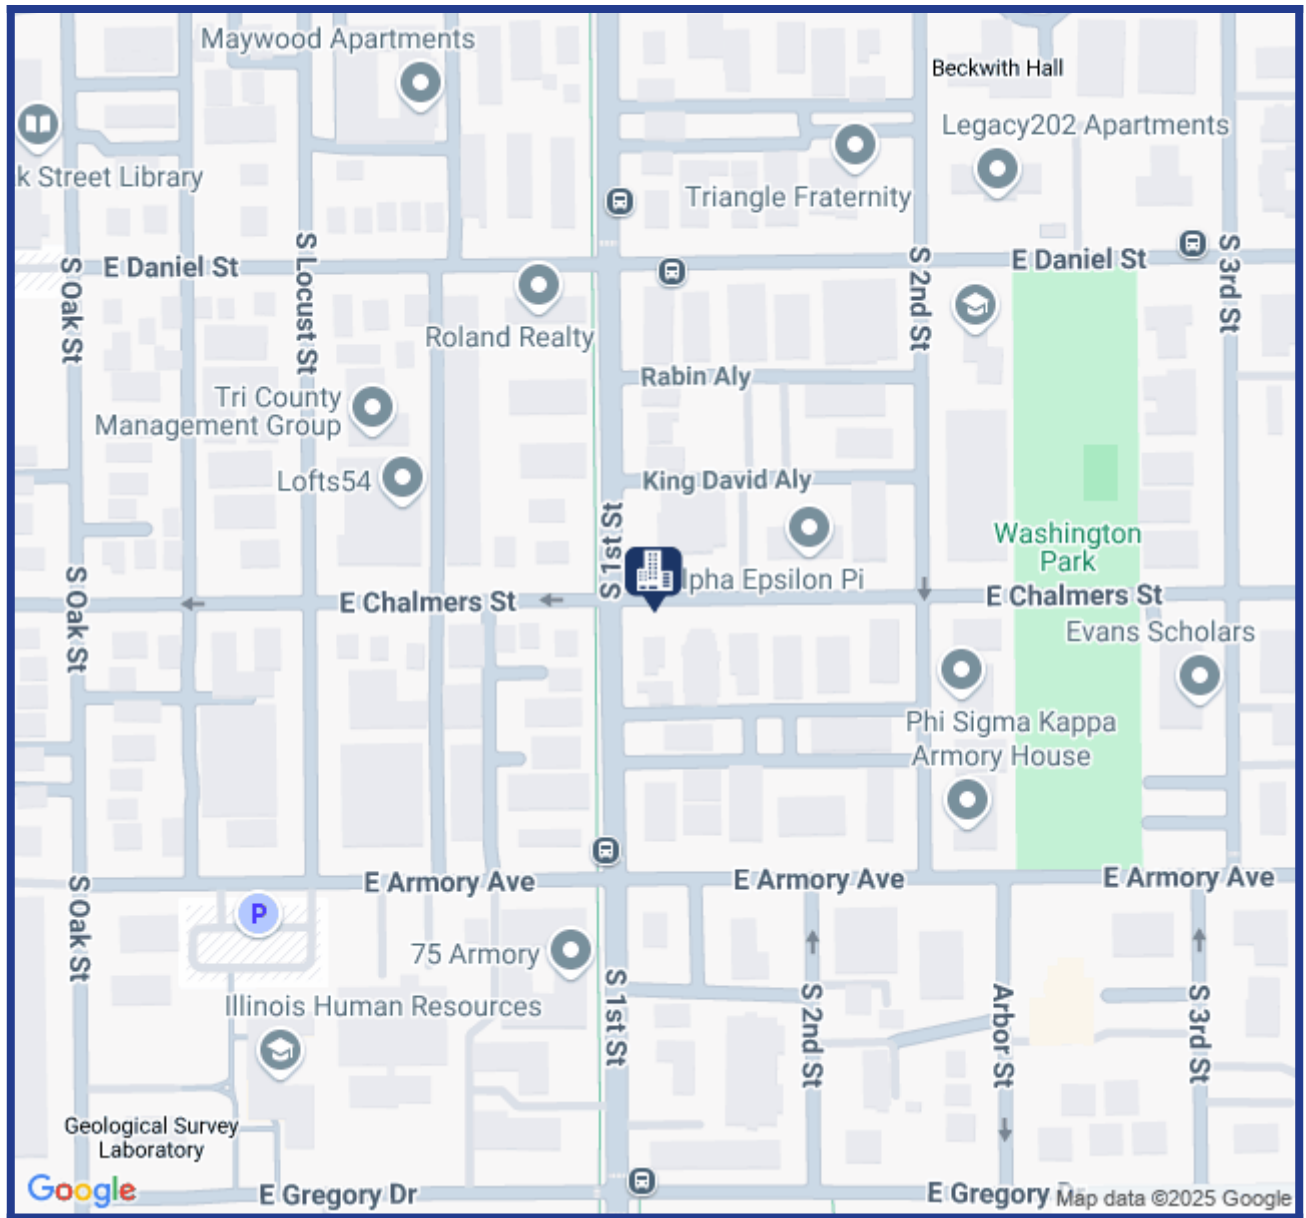 Maywood Apartments
Beckwith Hall
Legacy202 Apartments
k Street Library
Triangle Fraternity
S Oak St
E Daniel St
S Locust St
S 2nd St
E Daniel St
S 3rd St
Roland Realty
Rabin Aly
Tri County
Management Group
Lofts54
King David Aly
S 1st St
Washington
Park
lpha Epsilon Pi
S Oak St
E Chalmers St
E Chalmers St
Evans Scholars
Phi Sigma Kappa
Armory House
S Oak St
E Armory Ave
E Armory Ave
E Armory Ave
P
75 Armory
S 1st St
S 2nd St
Arbor St
S 3rd St
Illinois Human Resources
Geological Survey
Laboratory
Google
E Gregory Dr
E Gregory Dr
Map data ©2025 Google